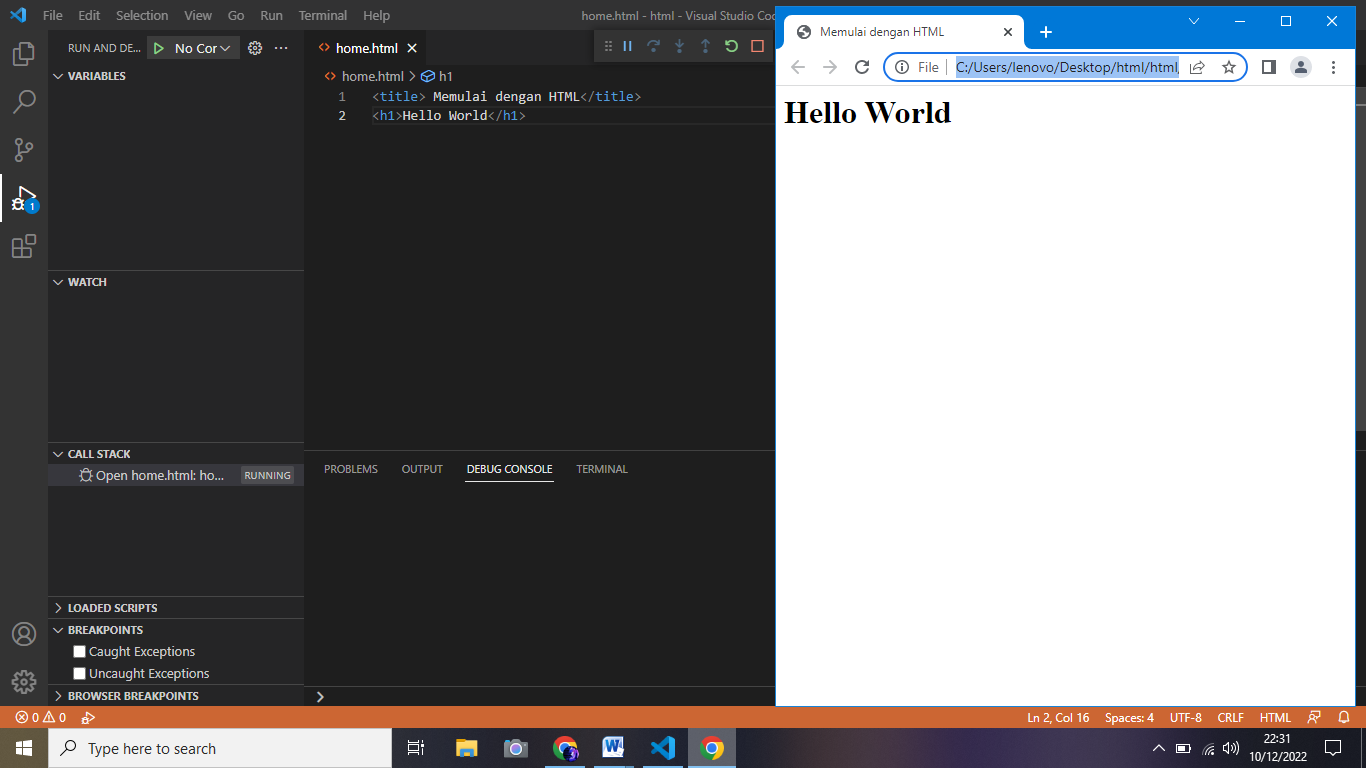 File Edit Selection View Go Run Terminal Help
home.html - html - Visual Studio Cod
RUN AND DE... No Cor
VARIABLES
WATCH
CALL STACK
Open home.html: ho... RUNNING
LOADED SCRIPTS
BREAKPOINTS
Caught Exceptions
Uncaught Exceptions
BROWSER BREAKPOINTS
home.html
home.html > h1
1 <title> Memulai dengan HTML</title>
2 <h1>Hello World</h1>
PROBLEMS OUTPUT DEBUG CONSOLE TERMINAL
Memulai dengan HTML
File C:/Users/lenovo/Desktop/html/html
Hello World
0 0
Ln 2, Col 16 Spaces: 4 UTF-8 CRLF HTML
Type here to search
22:31
10/12/2022
1
3